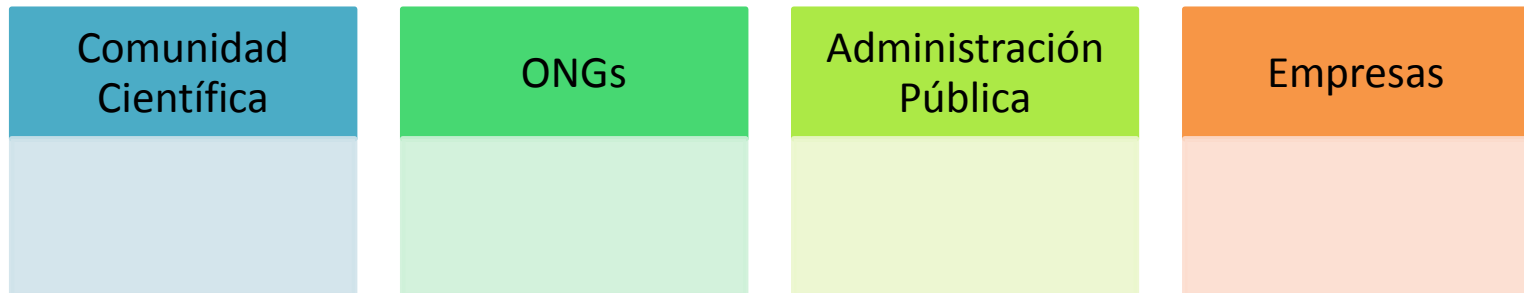 Comunidad
Científica
ONGs
Administración
Pública
Empresas